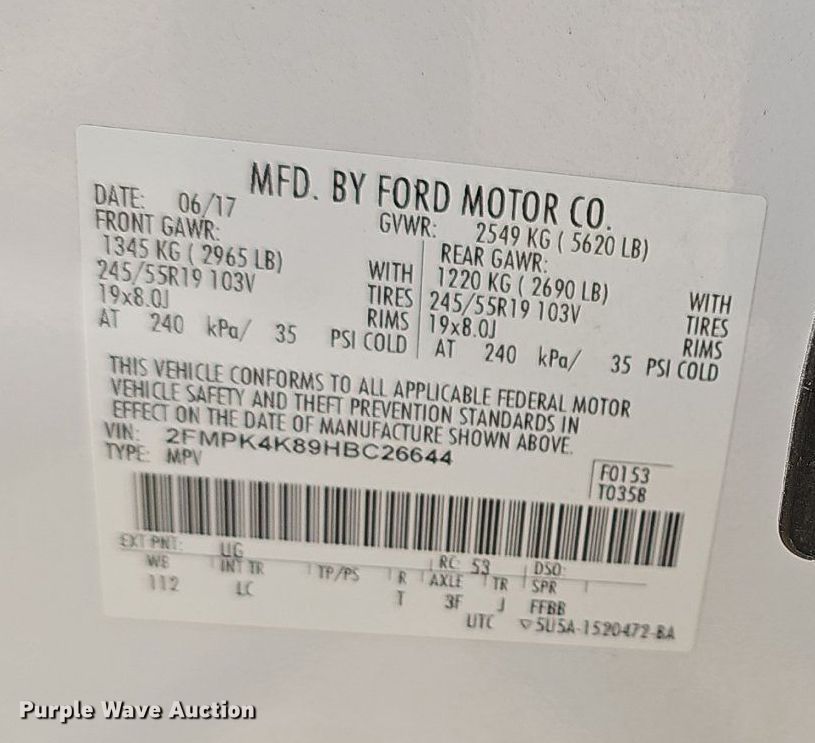 MFD. BY FORD MOTOR CO.
DATE: 06/17 GVWR: 2549 KG ( 5620 LB)
FRONT GAWR: REAR GAWR:
1345 KG ( 2965 LB) WITH 1220 KG ( 2690 LB) WITH
245/55R19 103V TIRES 245/55R19 103V TIRES
19x8.0J RIMS 19x8.0J RIMS
AT 240 kPa/ 35 PSI COLD AT 240 kPa/ 35 PSI COLD
THIS VEHICLE CONFORMS TO ALL APPLICABLE FEDERAL MOTOR
VEHICLE SAFETY AND THEFT PREVENTION STANDARDS IN
EFFECT ON THE DATE OF MANUFACTURE SHOWN ABOVE.
VIN: 2FMPK4K89HBC26644
TYPE: MPV
F0153
T0358
EXT PNT: UG RC: 53 DSO:
WB INT TR TP/PS R AXLE TR SPR
112 LC T 3F J FFBB
UTC ▽5U5A-1520472-BA
Purple Wave Auction